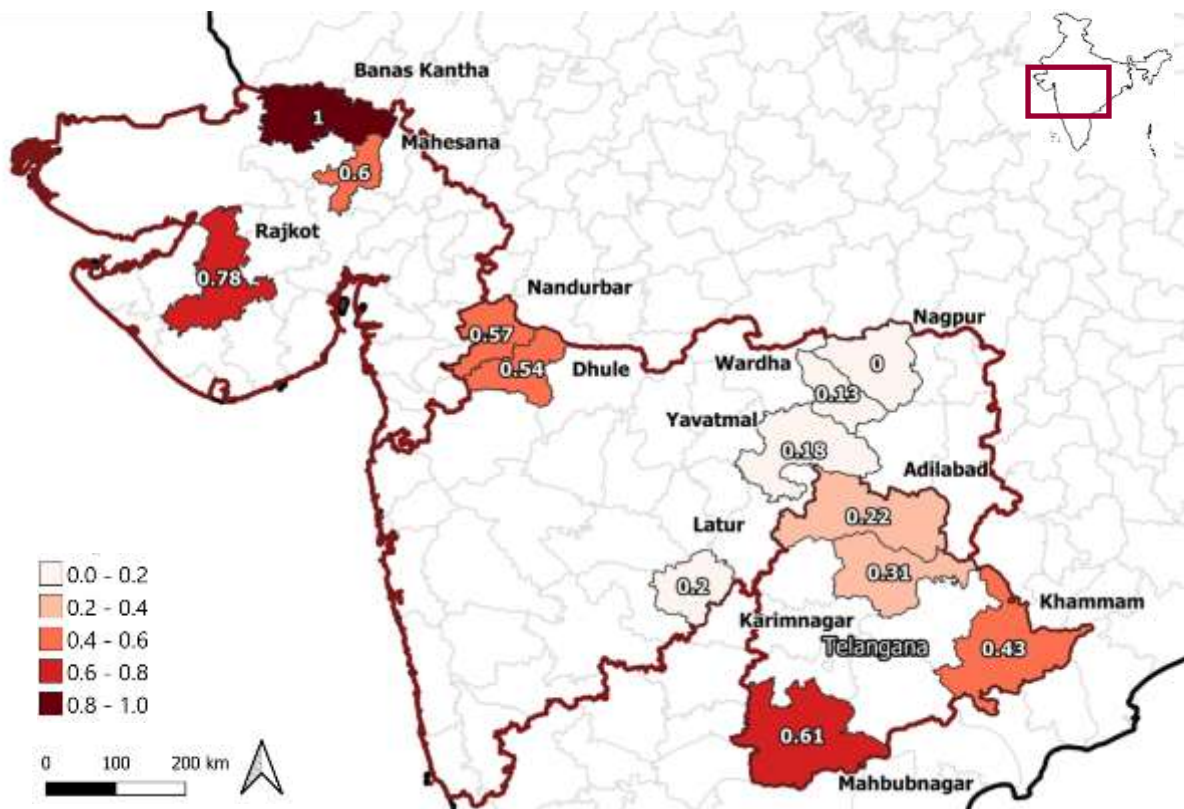 Banas Kantha
1
Mahesana
0.6
Rajkot
0.78
Nandurbar
0.57
Dhule
0.54
Nagpur
0
Wardha
0.13
Yavatmal
0.18
Adilabad
0.22
Latur
0.2
0.31
Karimnagar
Telangana
Khammam
0.43
0.61
Mahbubnagar
0.0 - 0.2
0.2 - 0.4
0.4 - 0.6
0.6 - 0.8
0.8 - 1.0
0 100 200 km